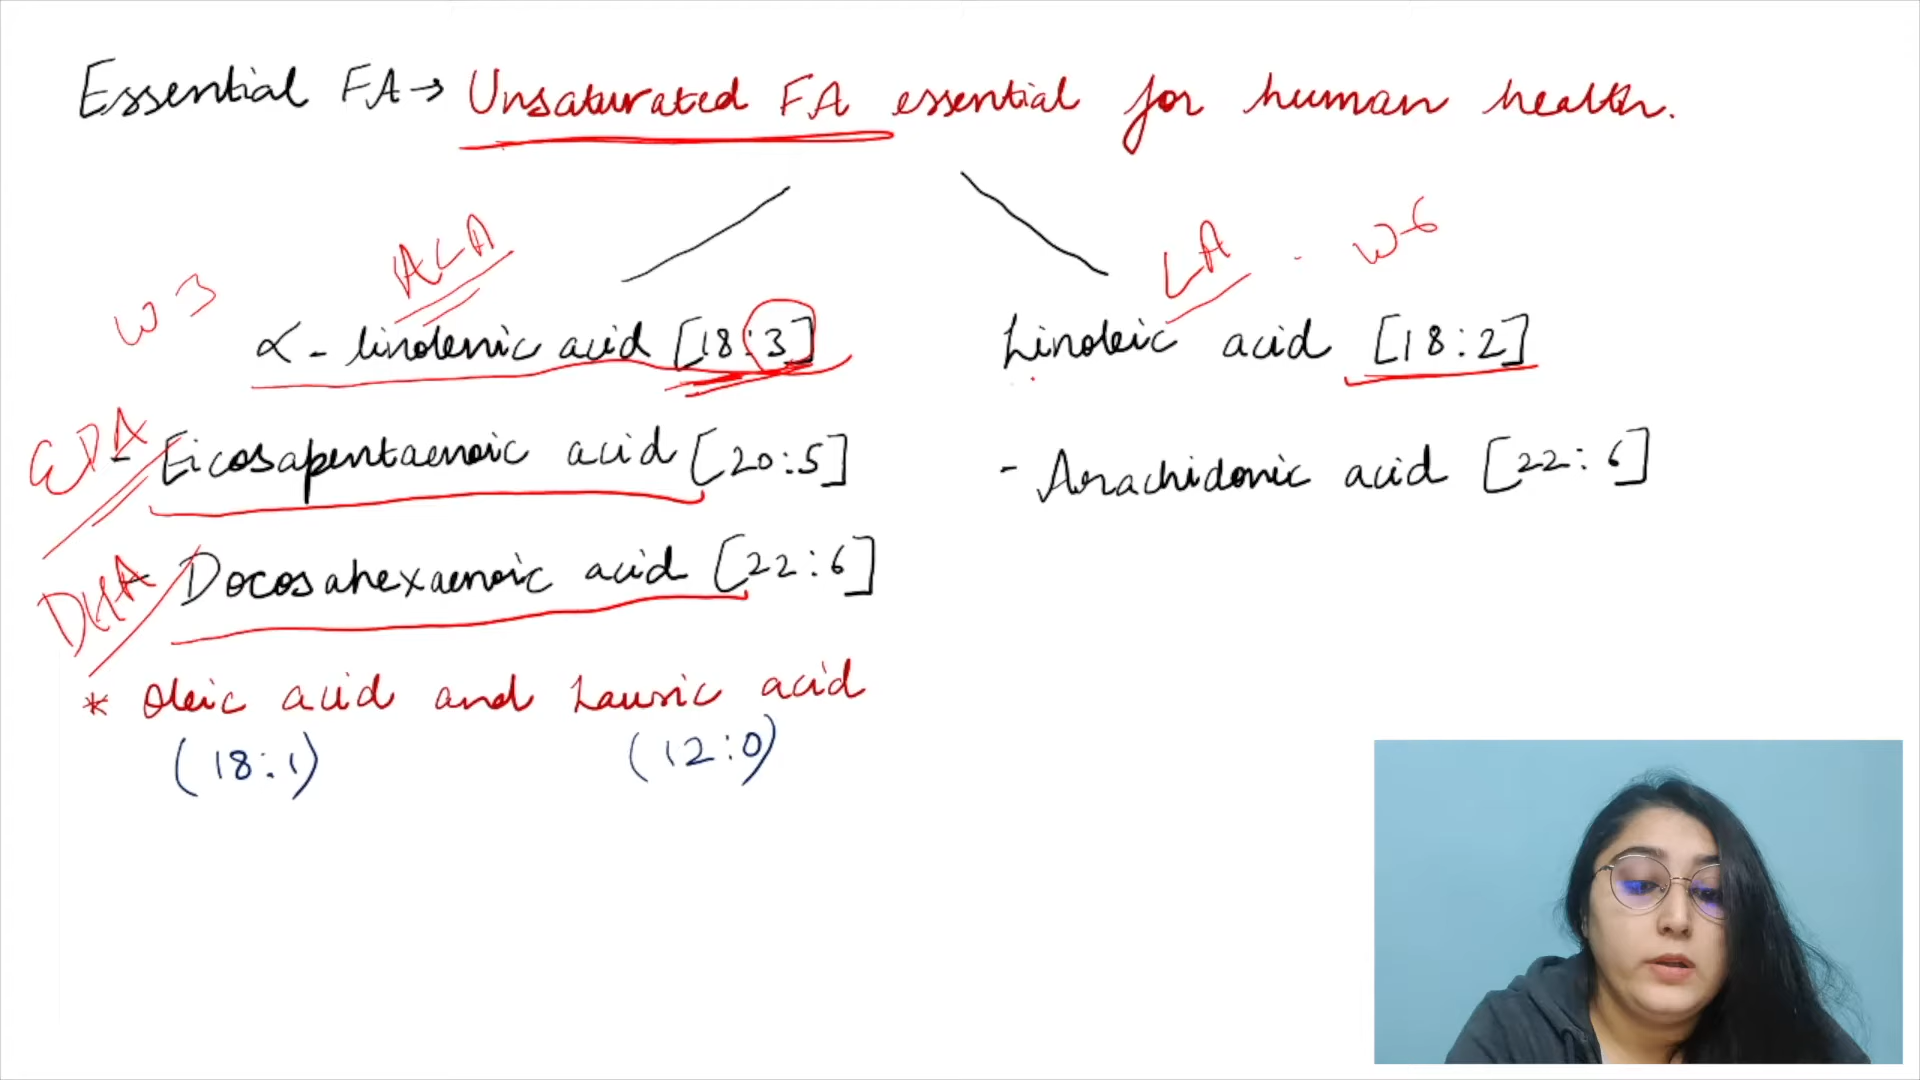 Essential FA → Unsaturated FA essential for human health.
ω 3 ALA LA . ω-6
α - linolenic acid [18:3] Linoleic acid [18:2]
EPA - Eicosapentaenoic acid [20:5] - Arachidonic acid [22:6]
DHA - Docosahexaenoic acid [22:6]
* Oleic acid and Lauric acid
(18:1) (12:0)